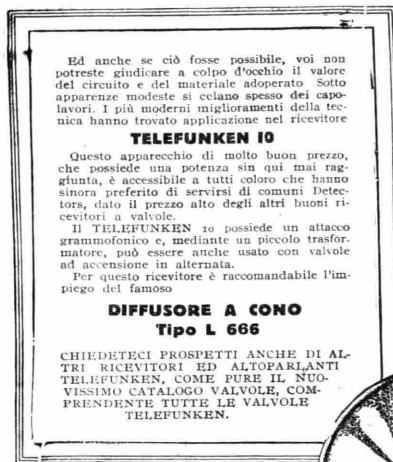 Ed anche se ciò fosse possibile, voi non
potreste giudicare a colpo d'occhio il valore
del circuito e del materiale adoperato Sotto
apparenze modeste si celano spesso dei capo-
lavori. I più moderni miglioramenti della tec-
nica hanno trovato applicazione nel ricevitore
TELEFUNKEN 10
Questo apparecchio di molto buon prezzo,
che possiede una potenza sin qui mai rag-
giunta, è accessibile a tutti coloro che hanno
sinora preferito di servirsi di comuni Detec-
tors, dato il prezzo alto degli altri buoni ri-
cevitori a valvole.
Il TELEFUNKEN 10 possiede un attacco
grammofonico e, mediante un piccolo trasfor-
matore, può essere anche usato con valvole
ad accensione in alternata.
Per questo ricevitore è raccomandabile l'im-
piego del famoso
DIFFUSORE A CONO
Tipo L 666
CHIEDETECI PROSPETTI ANCHE DI AL-
TRI RICEVITORI ED ALTOPARLANTI
TELEFUNKEN, COME PURE IL NUO-
VISSIMO CATALOGO VALVOLE, COM-
PRENDENTE TUTTE LE VALVOLE
TELEFUNKEN.